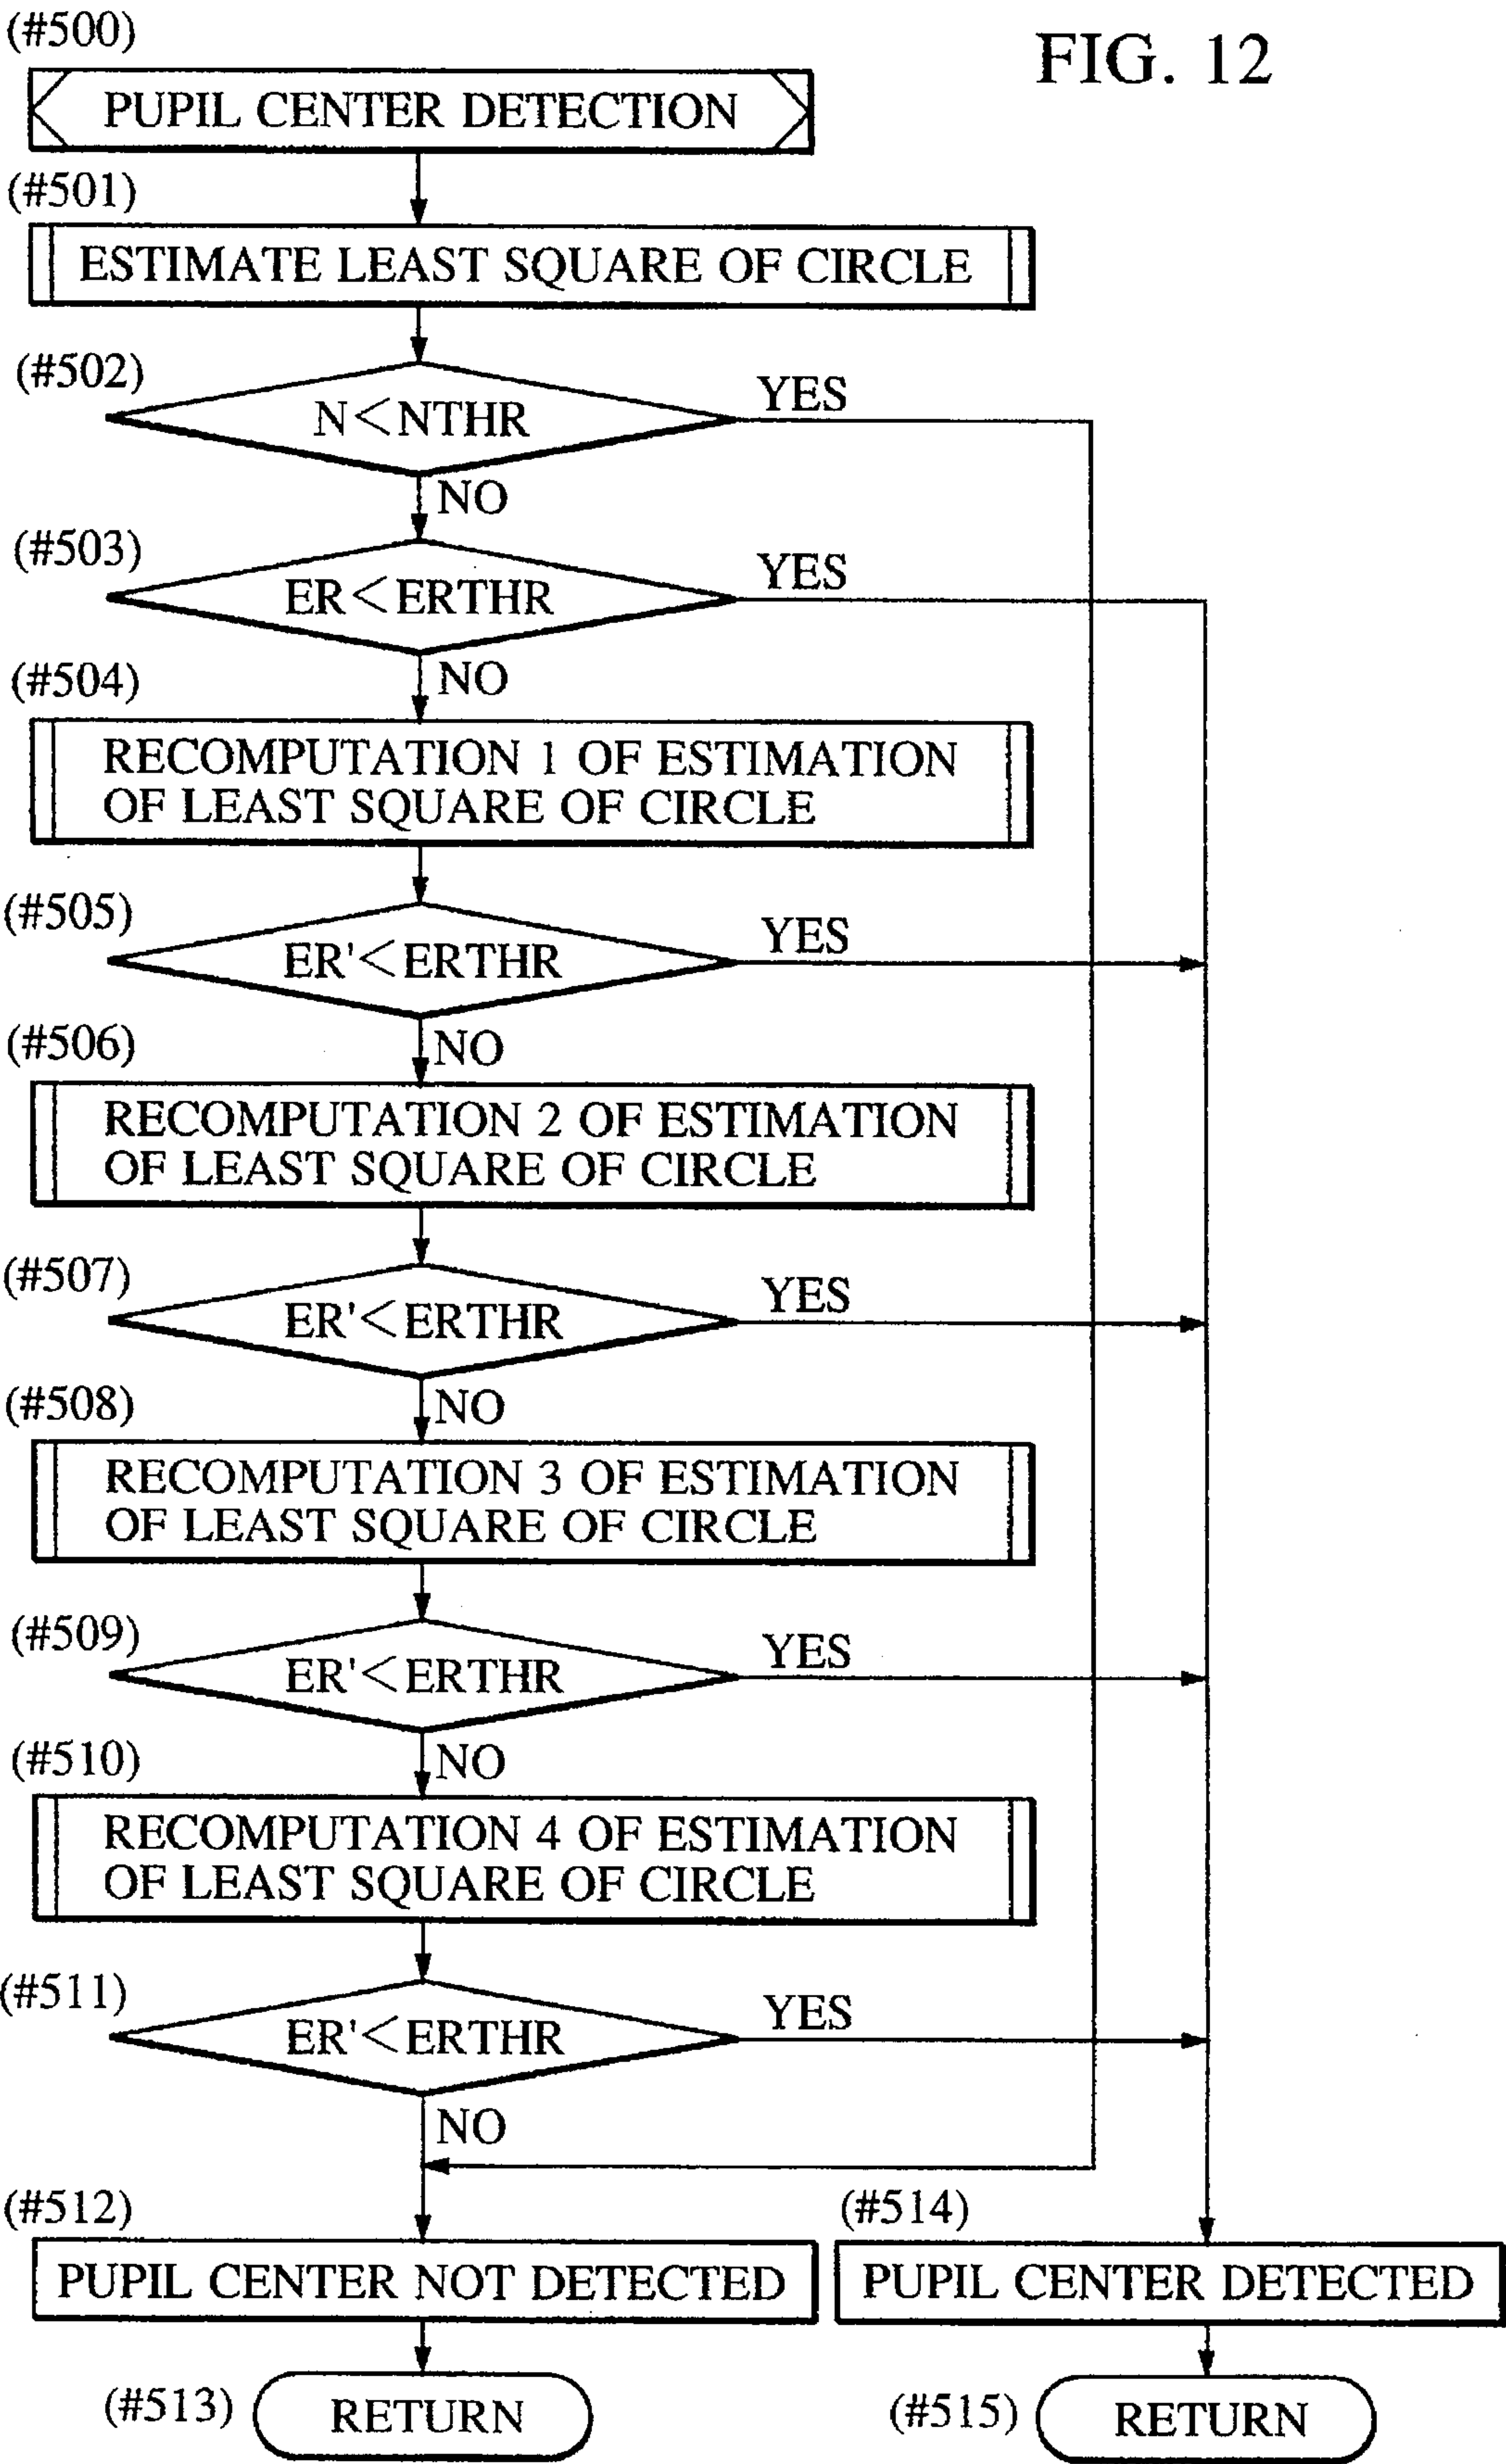 (#500)
FIG. 12
PUPIL CENTER DETECTION
(#501)
ESTIMATE LEAST SQUARE OF CIRCLE
(#502)
N<NTHR
YES
NO
(#503)
ER<ERTHR
YES
NO
(#504)
RECOMPUTATION 1 OF ESTIMATION
OF LEAST SQUARE OF CIRCLE
(#505)
ER'<ERTHR
YES
NO
(#506)
RECOMPUTATION 2 OF ESTIMATION
OF LEAST SQUARE OF CIRCLE
(#507)
ER'<ERTHR
YES
NO
(#508)
RECOMPUTATION 3 OF ESTIMATION
OF LEAST SQUARE OF CIRCLE
(#509)
ER'<ERTHR
YES
NO
(#510)
RECOMPUTATION 4 OF ESTIMATION
OF LEAST SQUARE OF CIRCLE
(#511)
ER'<ERTHR
YES
NO
(#512)
PUPIL CENTER NOT DETECTED
(#513)
RETURN
(#514)
PUPIL CENTER DETECTED
(#515)
RETURN